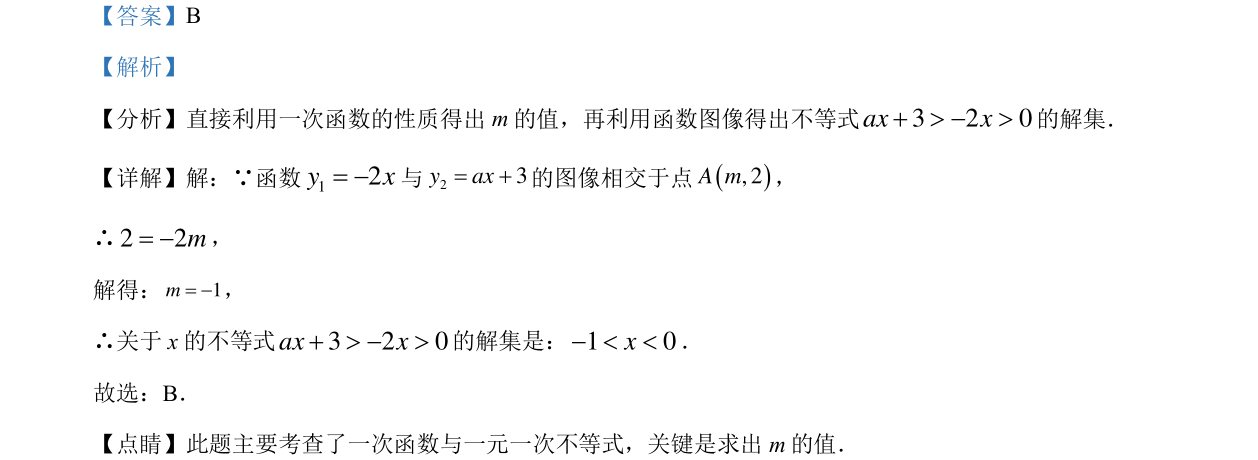 【答案】B
【解析】
【分析】直接利用一次函数的性质得出 m 的值，再利用函数图像得出不等式 ax+3>−2x>0 的解集．
【详解】解：∵函数 y₁ = −2x 与 y₂ = ax+3 的图像相交于点 A(m,2)，
∴ 2 = −2m，
解得： m = −1，
∴关于 x 的不等式 ax+3>−2x>0 的解集是： −1< x < 0．
故选：B．
【点睛】此题主要考查了一次函数与一元一次不等式，关键是求出 m 的值．